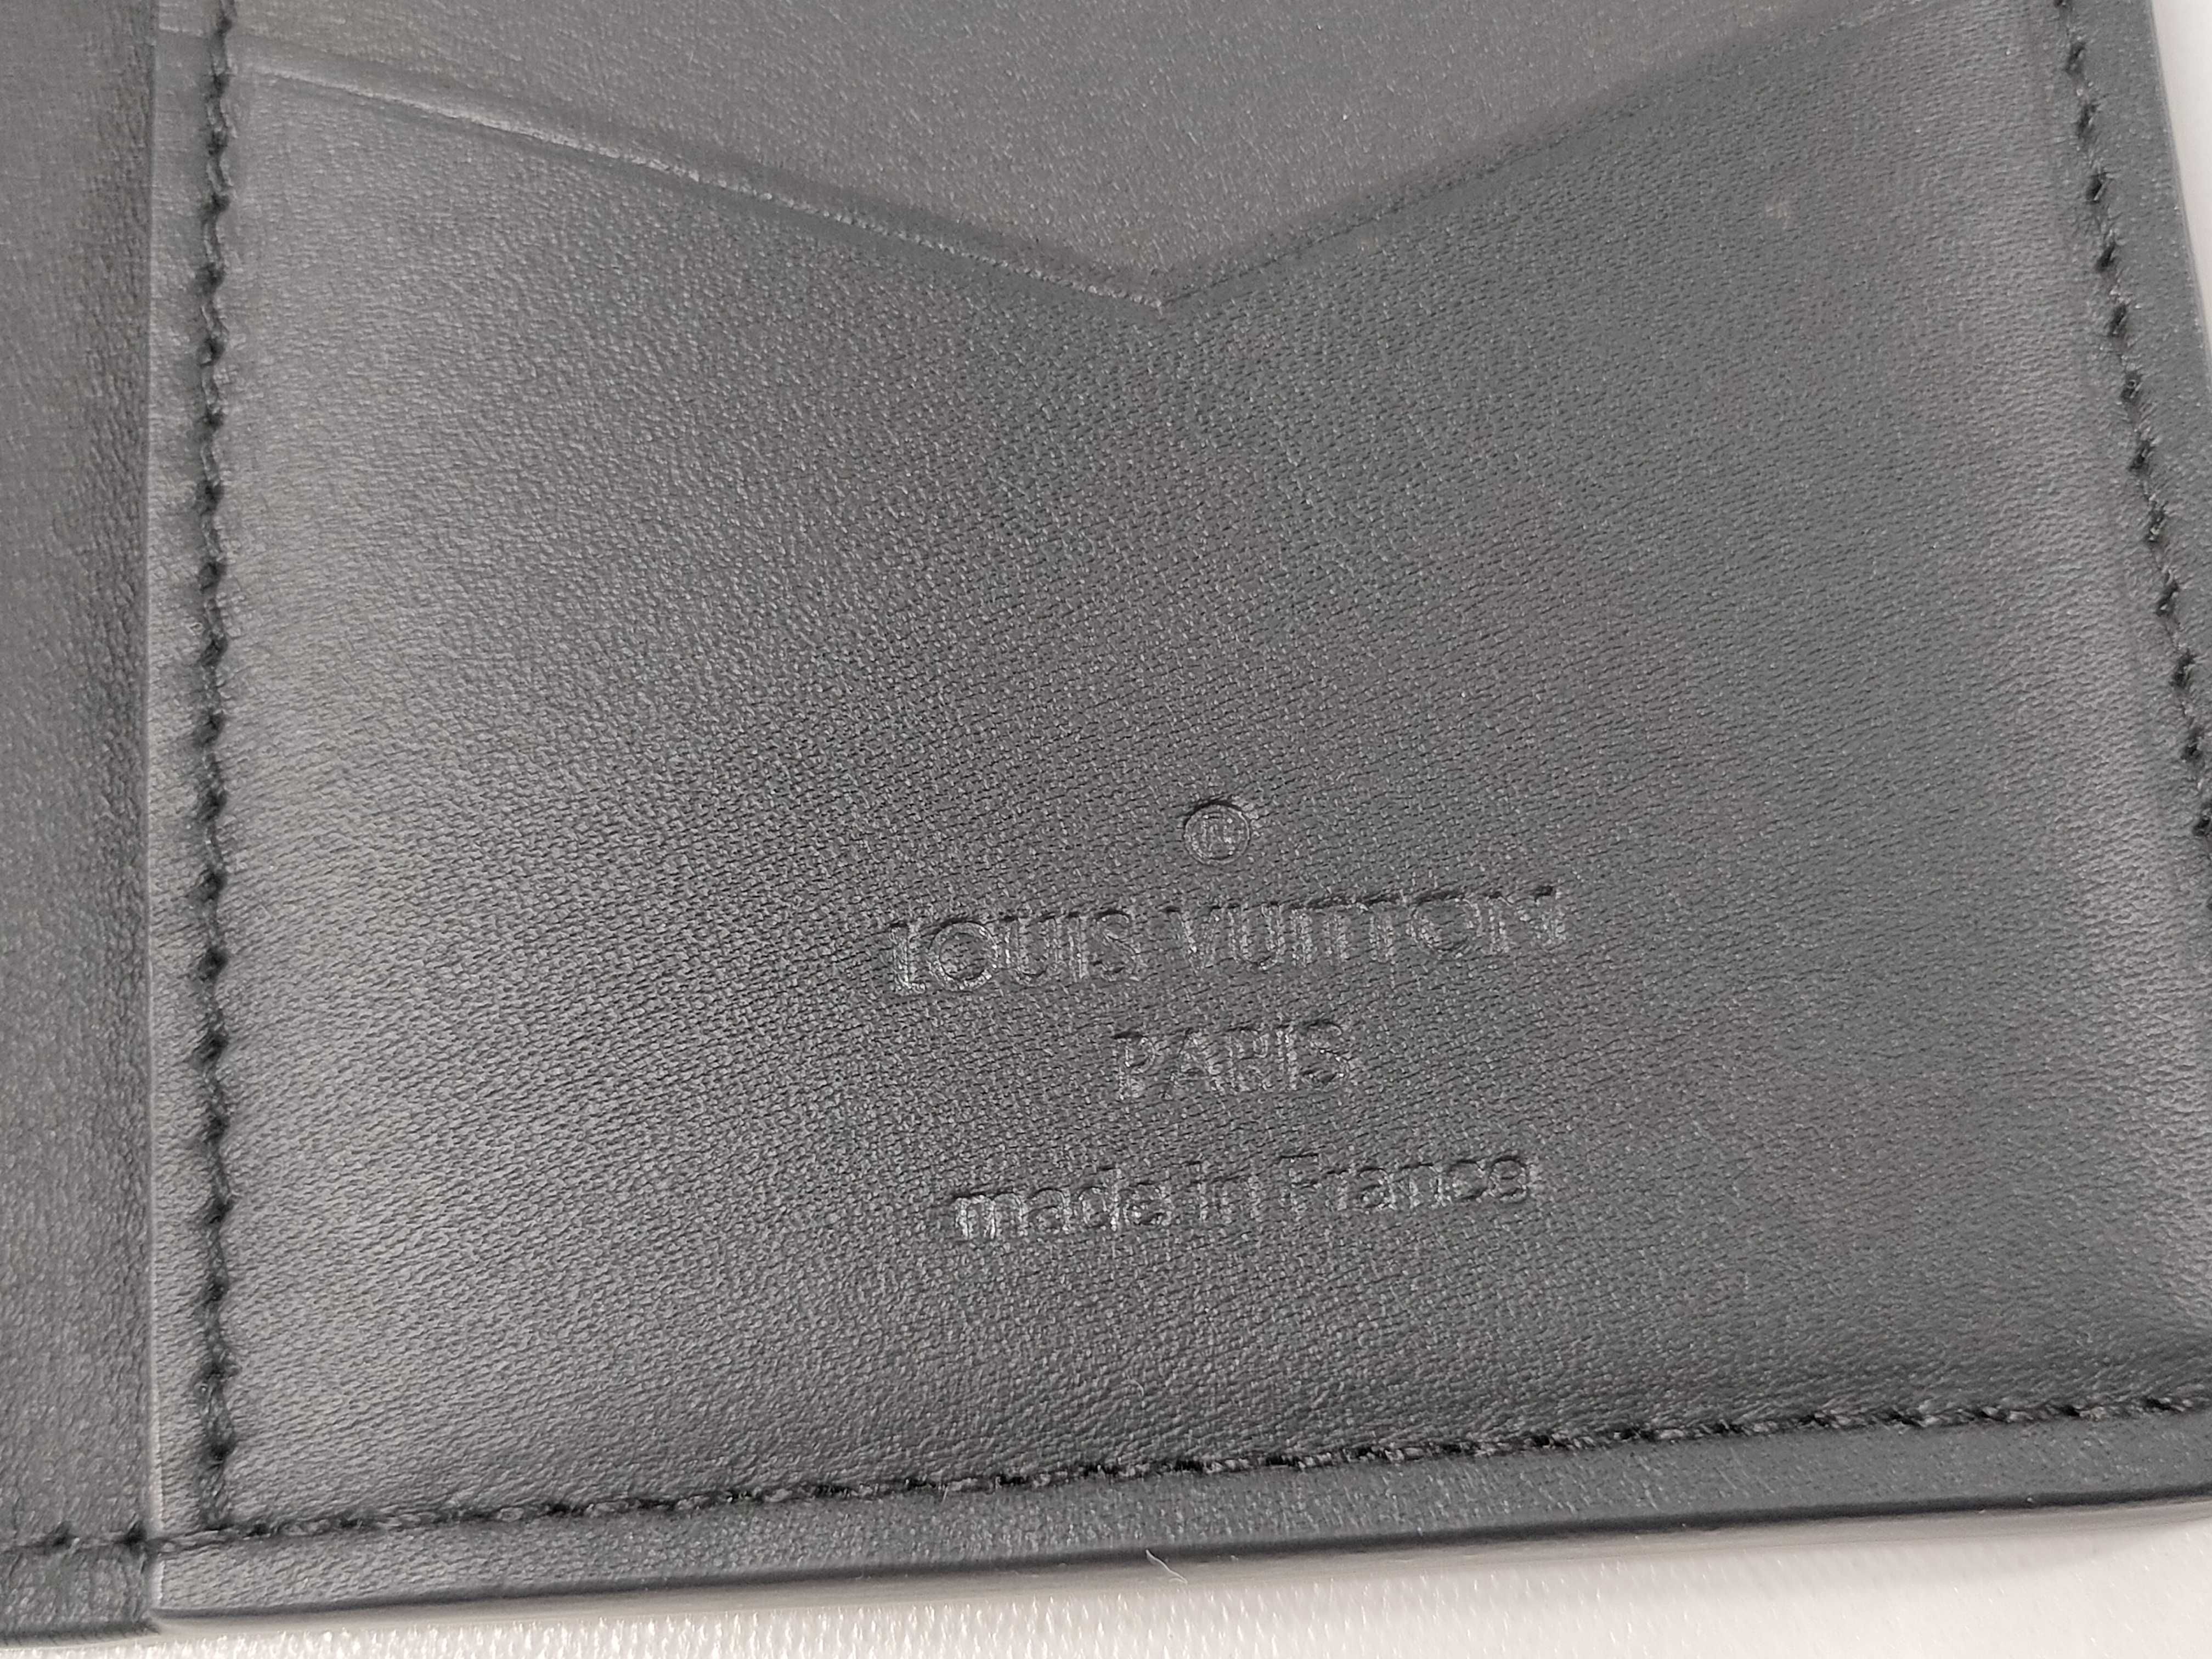 ®
LOUIS VUITTON
PARIS
made in France